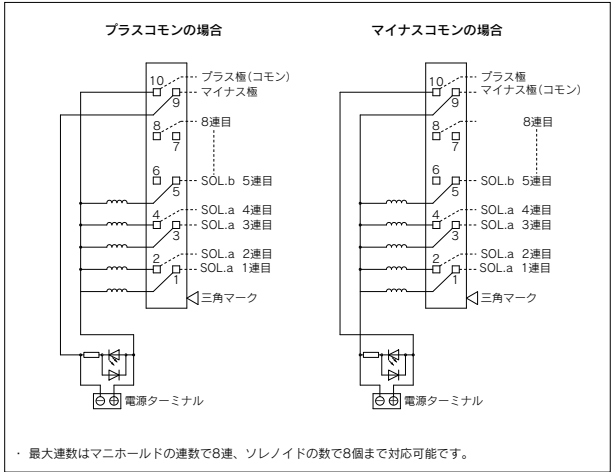 プラスコモンの場合
10
プラス極(コモン)
マイナス極
9
8
8連目
7
6
SOL.b 5連目
5
SOL.a 4連目
4
SOL.a 3連目
3
SOL.a 2連目
2
SOL.a 1連目
1
三角マーク
⊖ ⊕ 電源ターミナル
マイナスコモンの場合
10
プラス極
マイナス極(コモン)
9
8
8連目
7
6
SOL.b 5連目
5
SOL.a 4連目
4
SOL.a 3連目
3
SOL.a 2連目
2
SOL.a 1連目
1
三角マーク
⊖ ⊕ 電源ターミナル
・ 最大連数はマニホールドの連数で8連、ソレノイドの数で8個まで対応可能です。